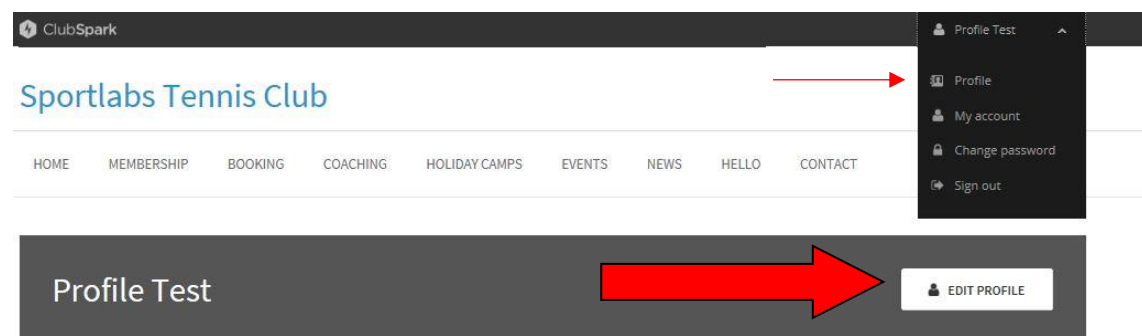 ClubSpark
Profile Test
Sportlabs Tennis Club
Profile
My account
Change password
Sign out
HOME MEMBERSHIP BOOKING COACHING HOLIDAY CAMPS EVENTS NEWS HELLO CONTACT
Profile Test
EDIT PROFILE